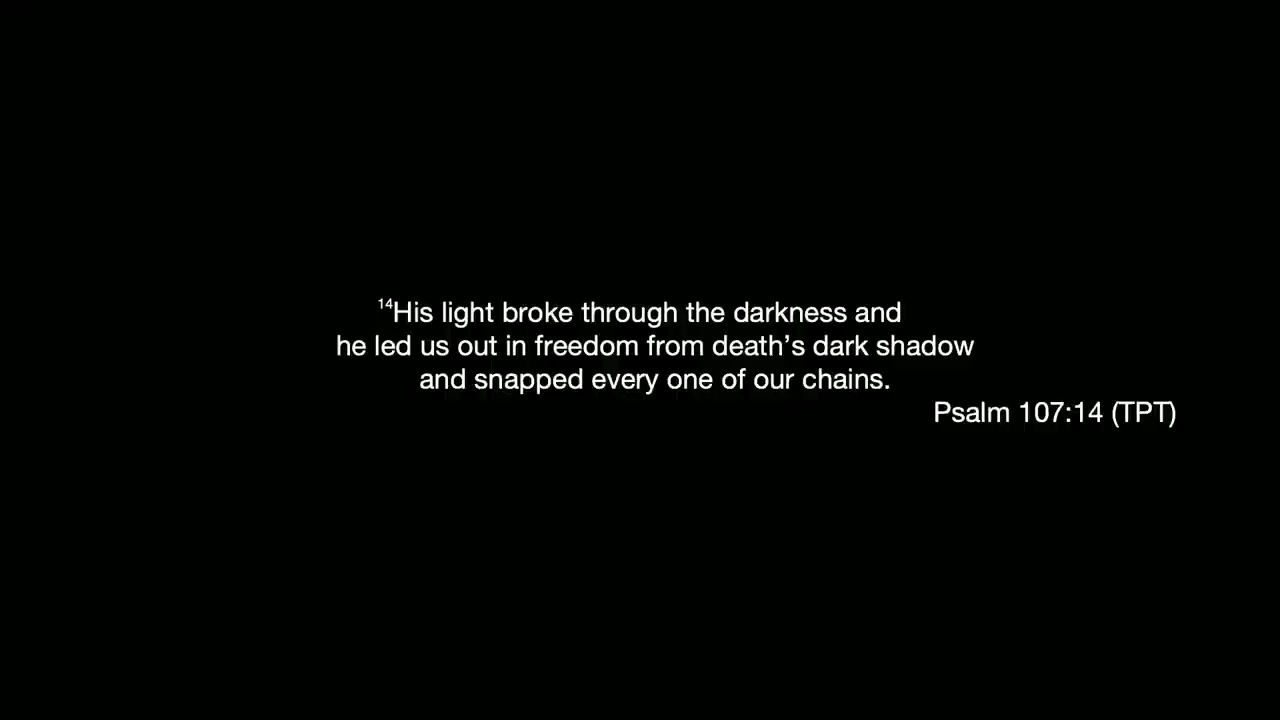 ¹⁴His light broke through the darkness and
he led us out in freedom from death’s dark shadow
and snapped every one of our chains.
Psalm 107:14 (TPT)